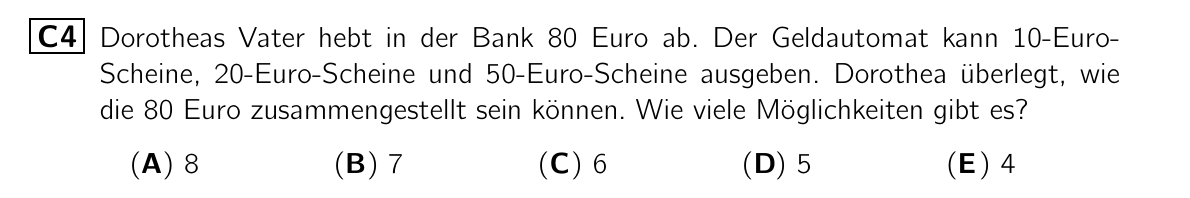 C4 Dorotheas Vater hebt in der Bank 80 Euro ab. Der Geldautomat kann 10-Euro-
Scheine, 20-Euro-Scheine und 50-Euro-Scheine ausgeben. Dorothea überlegt, wie
die 80 Euro zusammengestellt sein können. Wie viele Möglichkeiten gibt es?
(A) 8 (B) 7 (C) 6 (D) 5 (E) 4